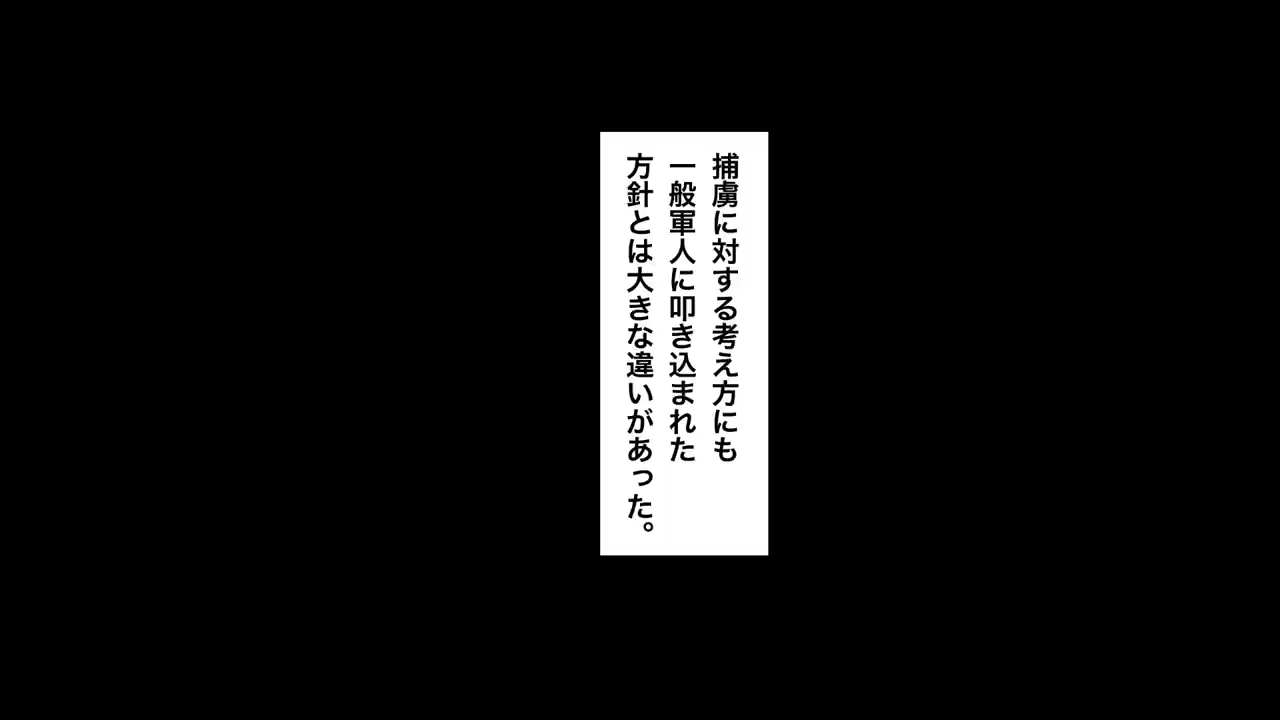 捕虜に対する考え方にも
一般軍人に叩き込まれた
方針とは大きな違いがあった。